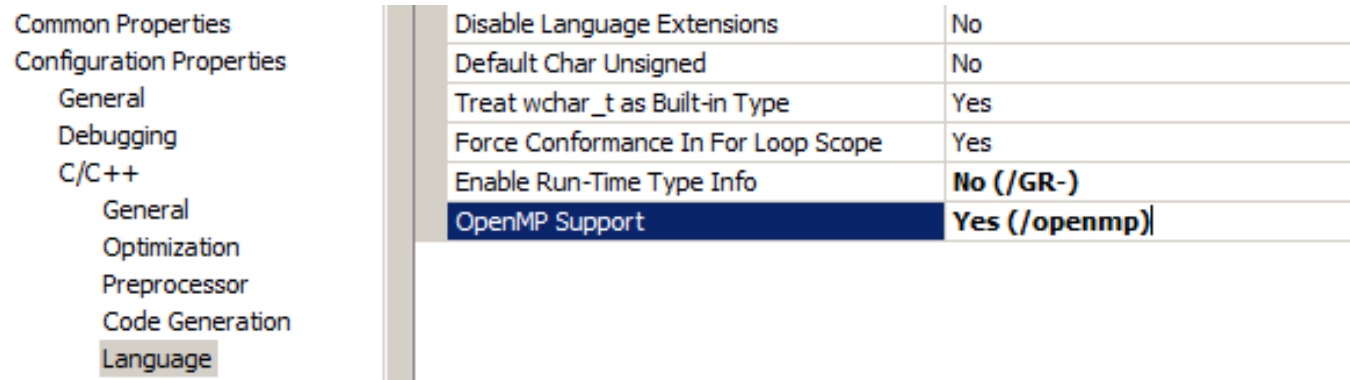 Common Properties
Configuration Properties
General
Debugging
C/C++
General
Optimization
Preprocessor
Code Generation
Language
Disable Language Extensions No
Default Char Unsigned No
Treat wchar_t as Built-in Type Yes
Force Conformance In For Loop Scope Yes
Enable Run-Time Type Info No (/GR-)
OpenMP Support Yes (/openmp)